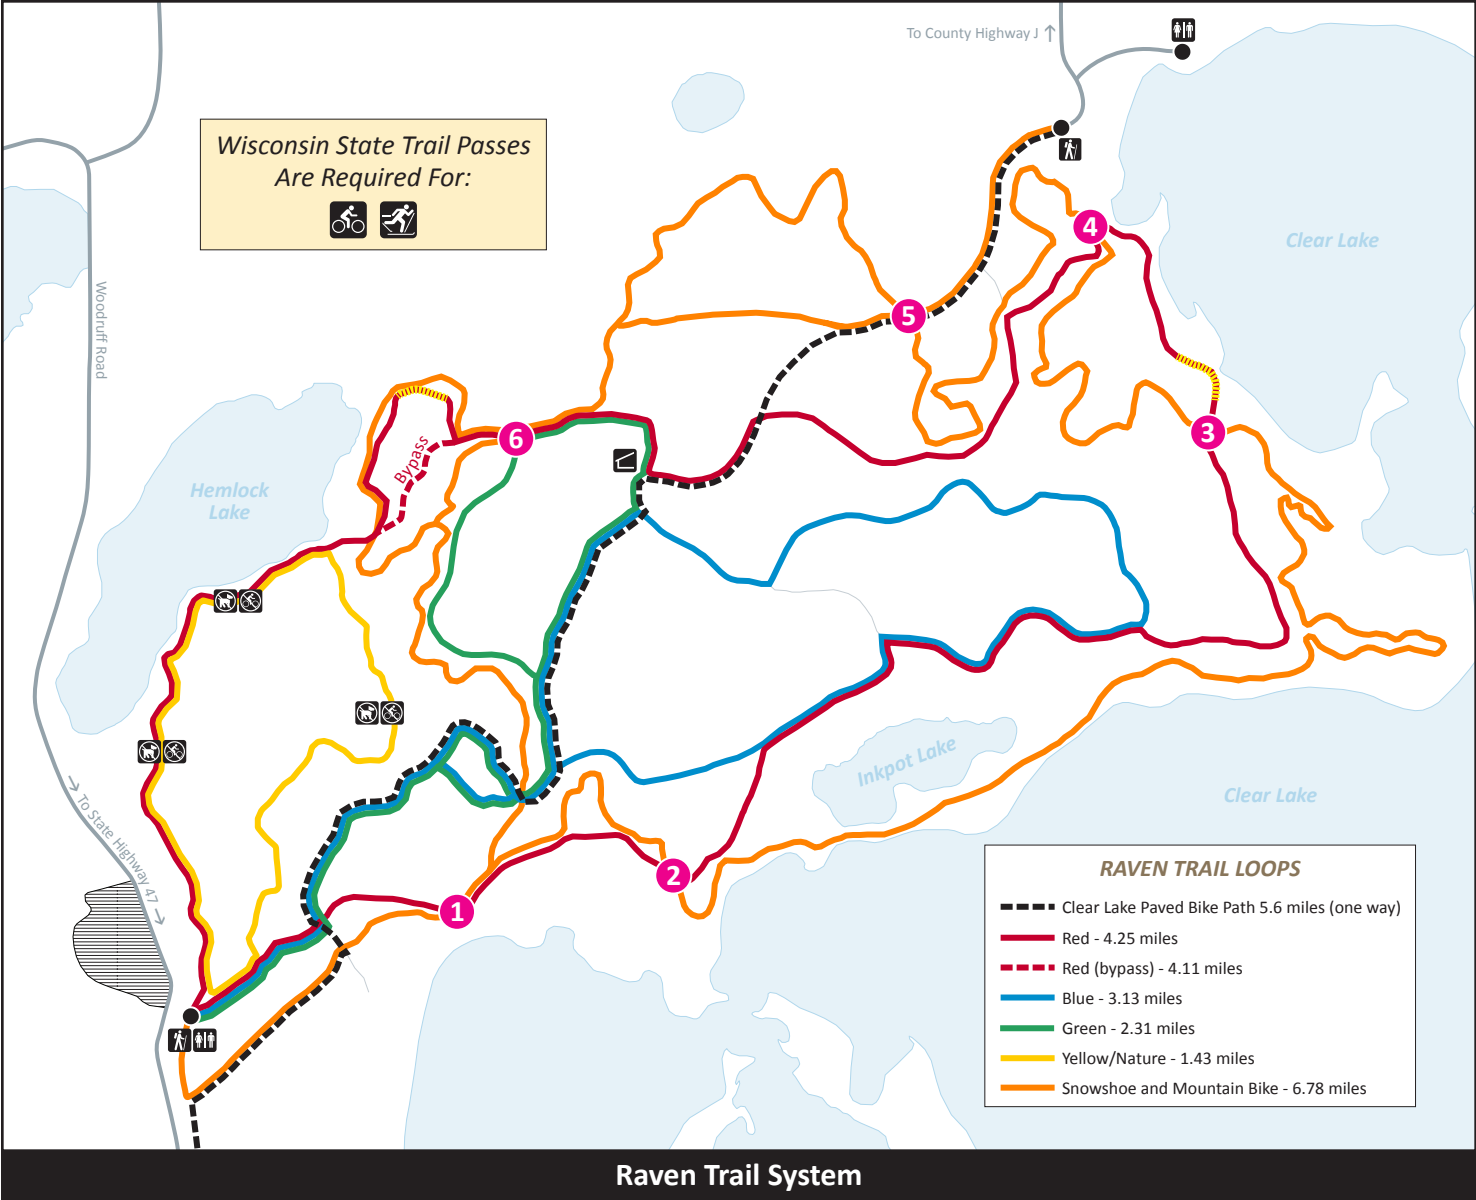 To County Highway J ↑
Wisconsin State Trail Passes
Are Required For:
Clear Lake
Woodruff Road
4
5
3
6
Bypass
Hemlock
Lake
Inkpot Lake
Clear Lake
→ To State Highway 47 →
2
1
RAVEN TRAIL LOOPS
Clear Lake Paved Bike Path 5.6 miles (one way)
Red - 4.25 miles
Red (bypass) - 4.11 miles
Blue - 3.13 miles
Green - 2.31 miles
Yellow/Nature - 1.43 miles
Snowshoe and Mountain Bike - 6.78 miles
Raven Trail System